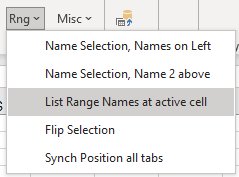 Rng Misc
Name Selection, Names on Left
Name Selection, Name 2 above
List Range Names at active cell
Flip Selection
Synch Position all tabs